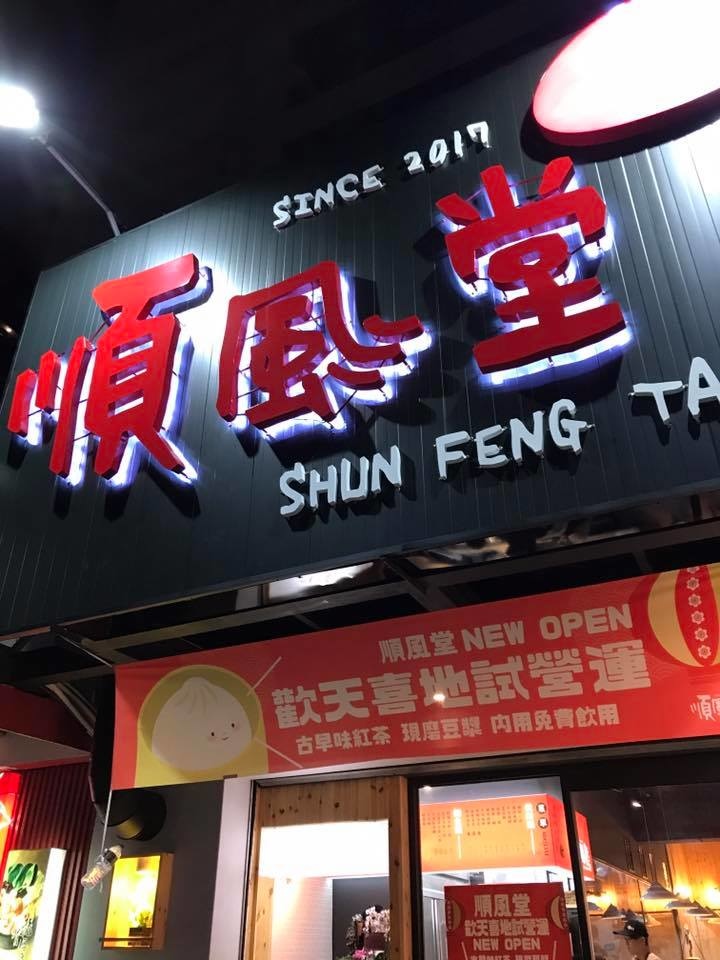 SINCE 2017
順風堂
SHUN FENG TA
順風堂 NEW OPEN
歡天喜地試營運
古早味紅茶 現磨豆漿 內用免費飲用
順風堂
歡天喜地試營運
NEW OPEN